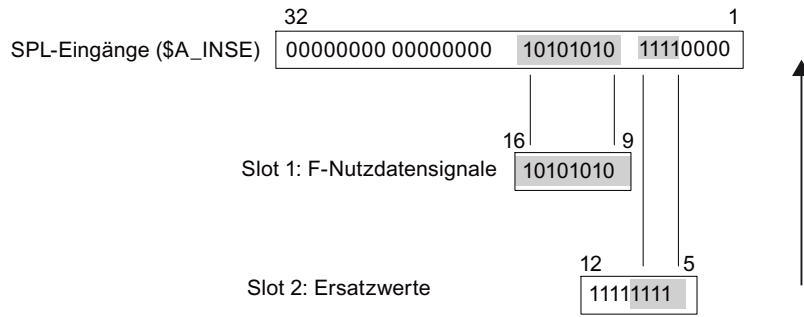 32 1
SPL-Eingänge ($A_INSE) 00000000 00000000 10101010 11110000
16 9
Slot 1: F-Nutzdatensignale 10101010
12 5
Slot 2: Ersatzwerte 11111111